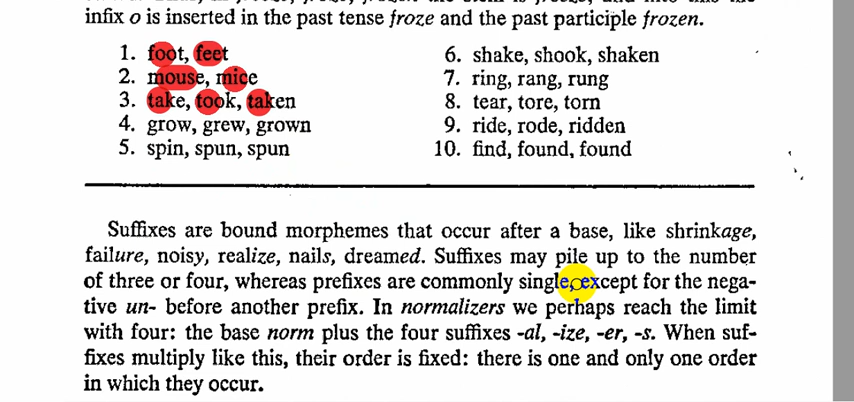 infix o is inserted in the past tense froze and the past participle frozen.
1. foot, feet
2. mouse, mice
3. take, took, taken
4. grow, grew, grown
5. spin, spun, spun
6. shake, shook, shaken
7. ring, rang, rung
8. tear, tore, torn
9. ride, rode, ridden
10. find, found, found
Suffixes are bound morphemes that occur after a base, like shrinkage,
failure, noisy, realize, nails, dreamed. Suffixes may pile up to the number
of three or four, whereas prefixes are commonly single, except for the nega-
tive un- before another prefix. In normalizers we perhaps reach the limit
with four: the base norm plus the four suffixes -al, -ize, -er, -s. When suf-
fixes multiply like this, their order is fixed: there is one and only one order
in which they occur.